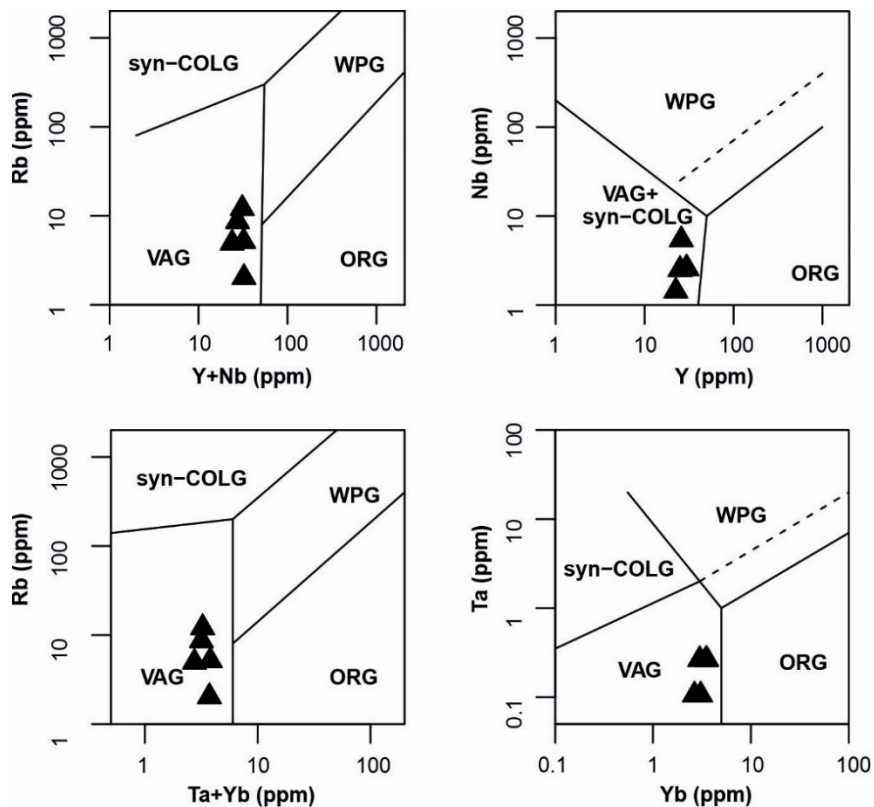 syn−COLG
WPG
VAG
ORG
Rb (ppm)
1
10
100
1000
1
10
100
1000
Y+Nb (ppm)
WPG
VAG+
syn−COLG
ORG
Nb (ppm)
1
10
100
1000
1
10
100
1000
Y (ppm)
syn−COLG
WPG
VAG
ORG
Rb (ppm)
1
10
100
1000
1
10
100
Ta+Yb (ppm)
WPG
syn−COLG
VAG
ORG
Ta (ppm)
0.1
1
10
100
0.1
1
10
100
Yb (ppm)